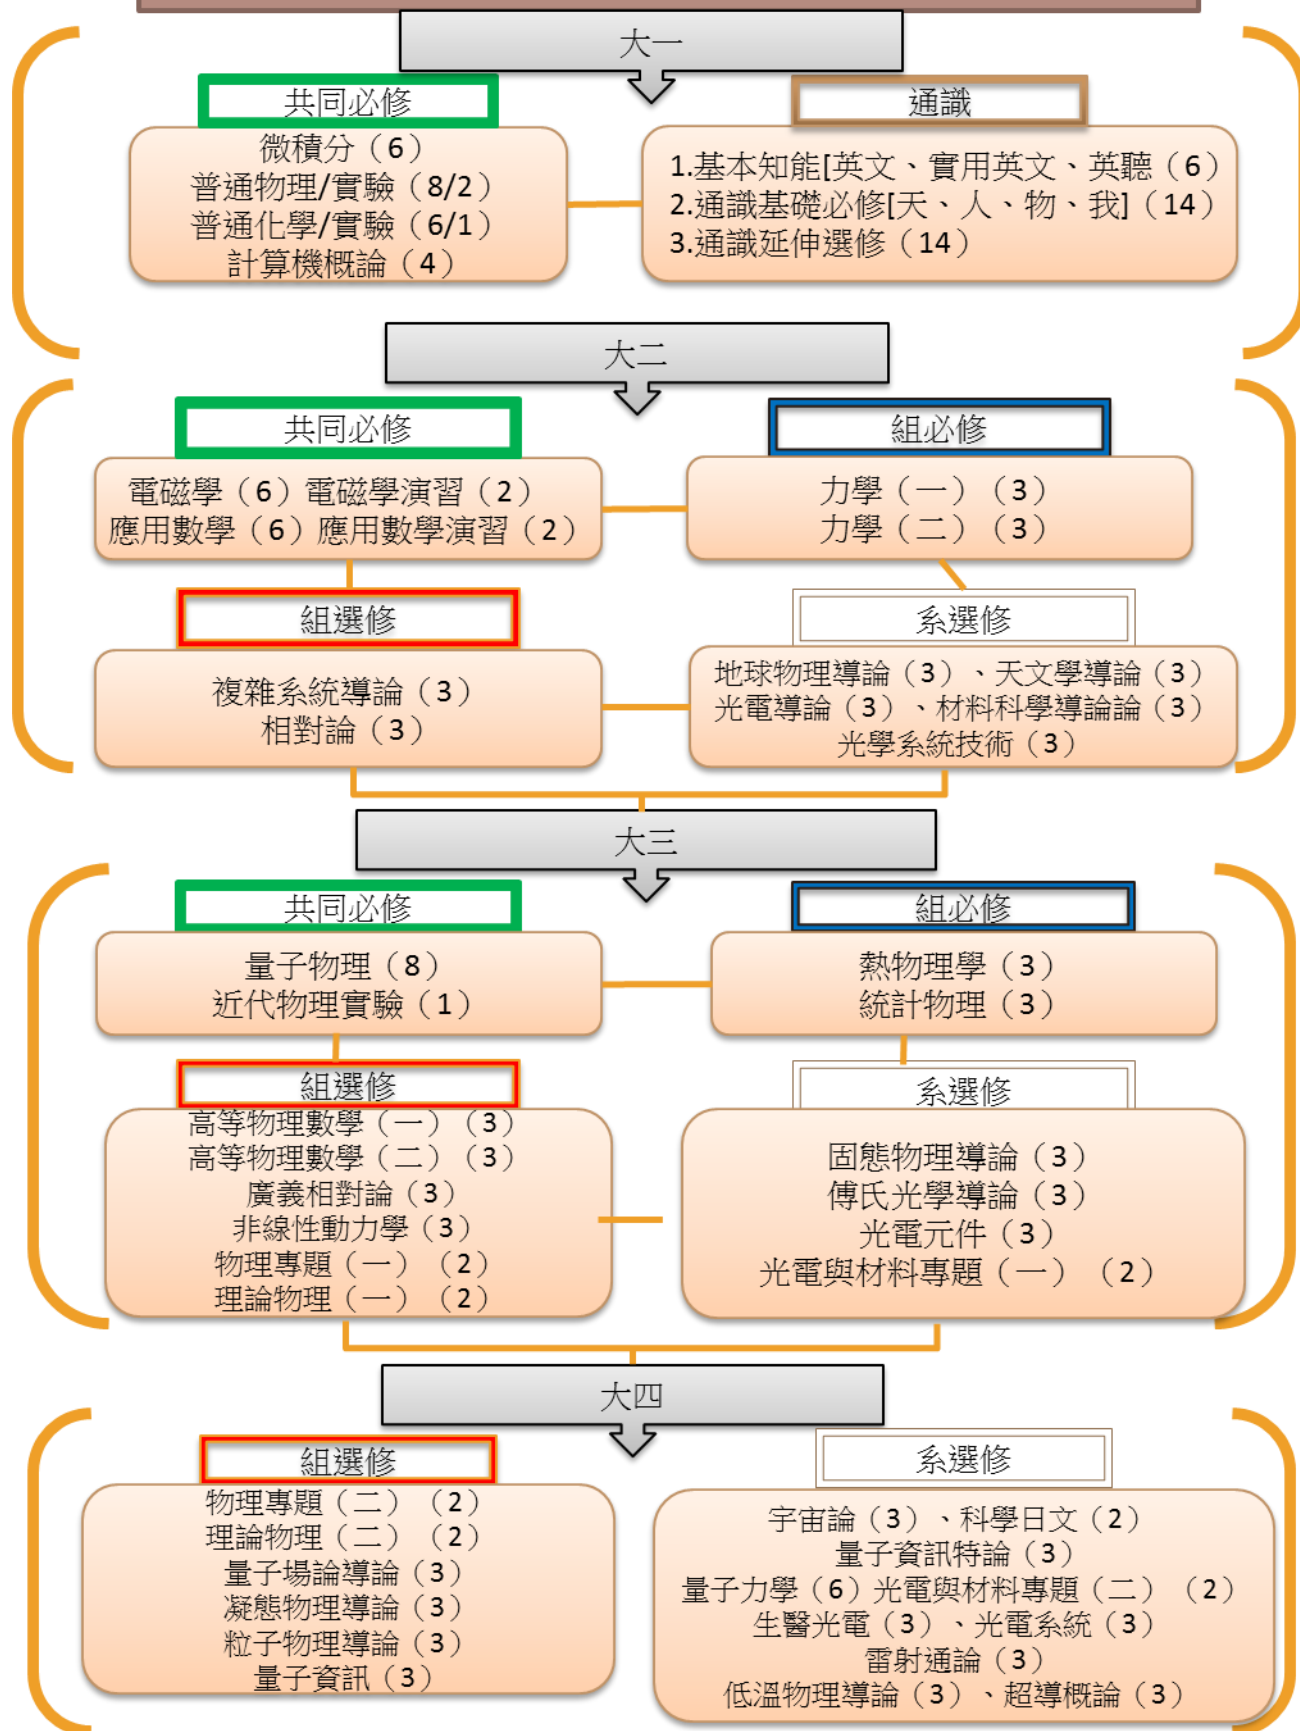 大一
共同必修
微積分（6）
普通物理/實驗（8/2）
普通化學/實驗（6/1）
計算機概論（4）
通識
1.基本知能[英文、實用英文、英聽（6）
2.通識基礎必修[天、人、物、我]（14）
3.通識延伸選修（14）
大二
共同必修
電磁學（6）電磁學演習（2）
應用數學（6）應用數學演習（2）
組必修
力學（一）（3）
力學（二）（3）
組選修
複雜系統導論（3）
相對論（3）
系選修
地球物理導論（3）、天文學導論（3）
光電導論（3）、材料科學導論論（3）
光學系統技術（3）
大三
共同必修
量子物理（8）
近代物理實驗（1）
組必修
熱物理學（3）
統計物理（3）
組選修
高等物理數學（一）（3）
高等物理數學（二）（3）
廣義相對論（3）
非線性動力學（3）
物理專題（一）（2）
理論物理（一）（2）
系選修
固態物理導論（3）
傅氏光學導論（3）
光電元件（3）
光電與材料專題（一）（2）
大四
組選修
物理專題（二）（2）
理論物理（二）（2）
量子場論導論（3）
凝態物理導論（3）
粒子物理導論（3）
量子資訊（3）
系選修
宇宙論（3）、科學日文（2）
量子資訊特論（3）
量子力學（6）光電與材料專題（二）（2）
生醫光電（3）、光電系統（3）
雷射通論（3）
低溫物理導論（3）、超導概論（3）